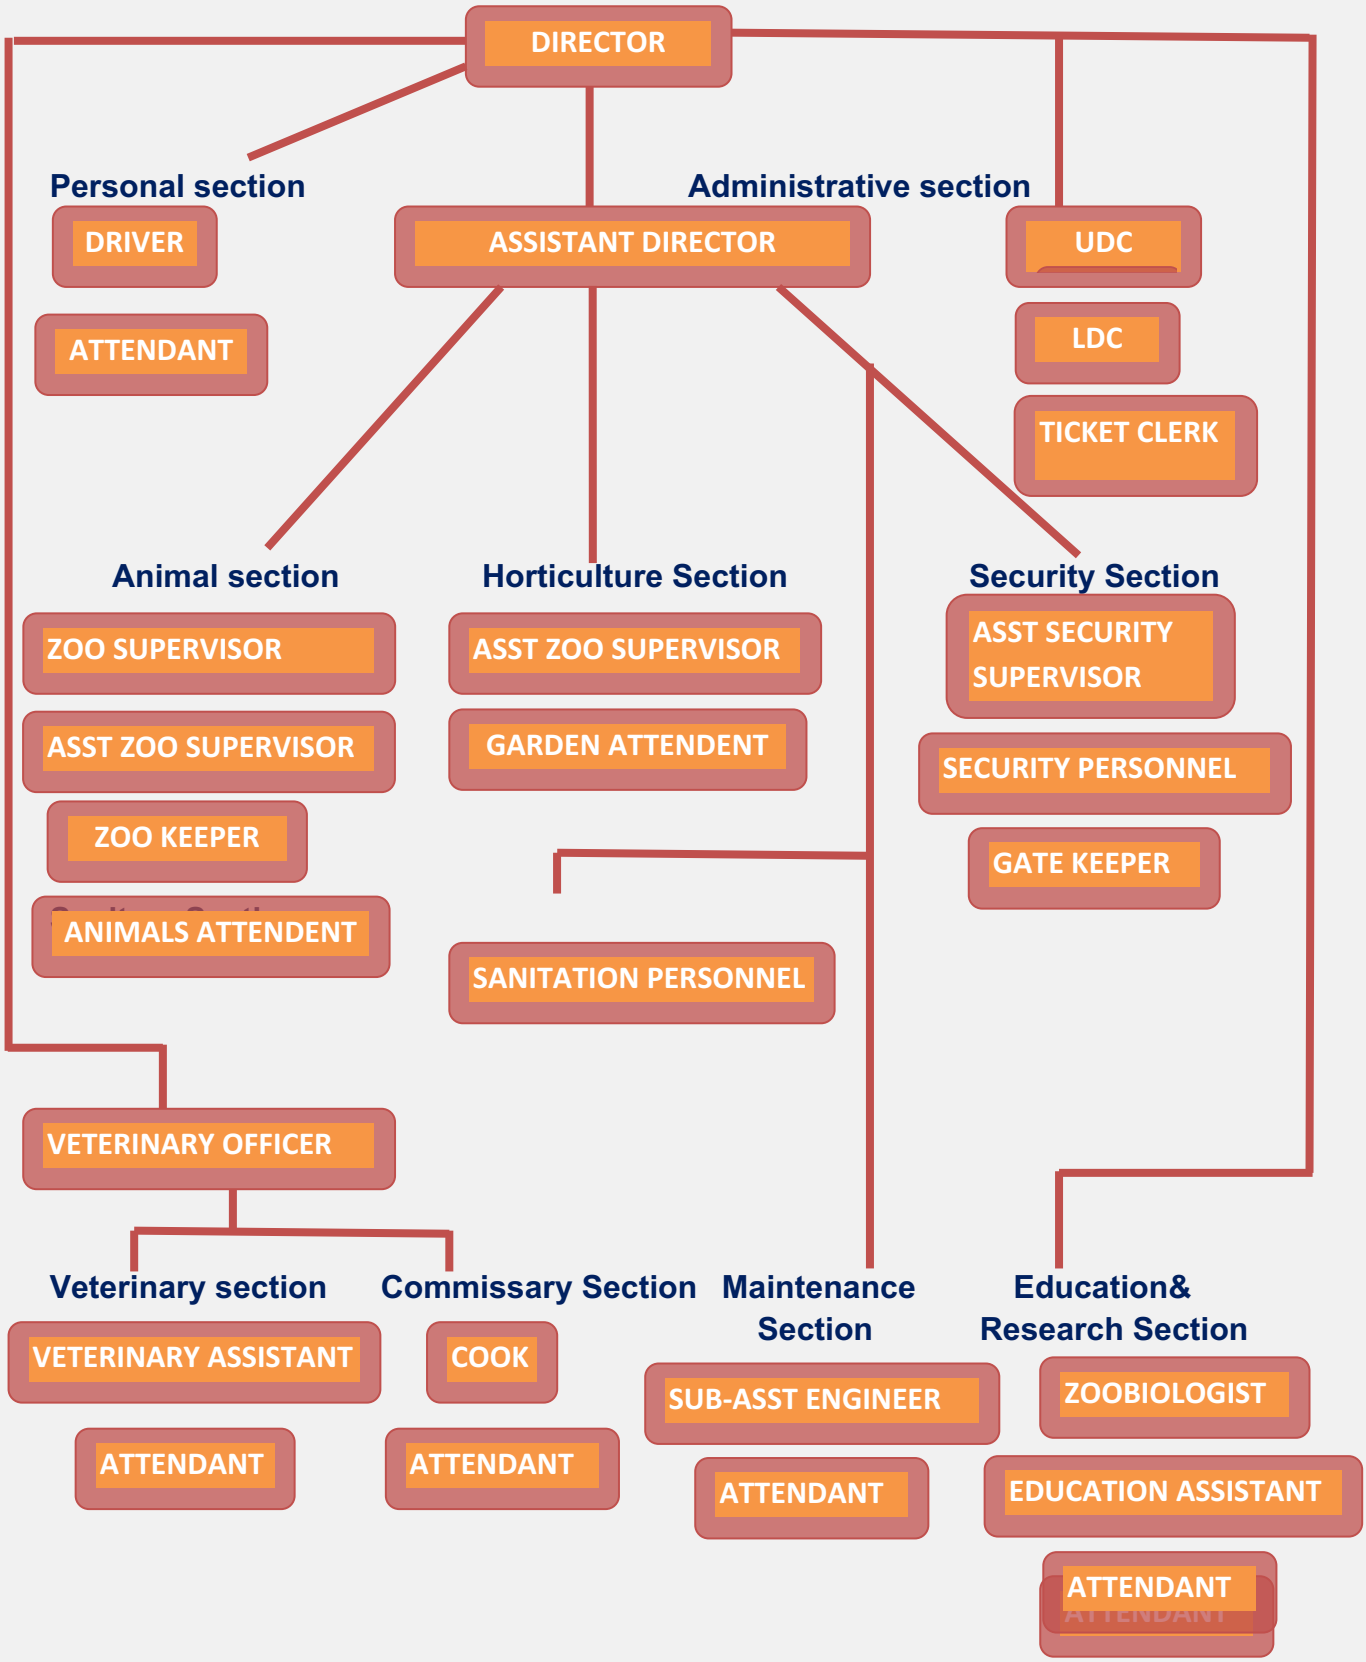 DIRECTOR
Personal section
Administrative section
DRIVER
ASSISTANT DIRECTOR
UDC
ATTENDANT
LDC
TICKET CLERK
Animal section
Horticulture Section
Security Section
ZOO SUPERVISOR
ASST ZOO SUPERVISOR
ASST SECURITY
SUPERVISOR
ASST ZOO SUPERVISOR
GARDEN ATTENDENT
SECURITY PERSONNEL
ZOO KEEPER
GATE KEEPER
ANIMALS ATTENDENT
SANITATION PERSONNEL
VETERINARY OFFICER
Veterinary section
Commissary Section
Maintenance
Section
Education&
Research Section
VETERINARY ASSISTANT
COOK
SUB-ASST ENGINEER
ZOOBIOLOGIST
ATTENDANT
ATTENDANT
ATTENDANT
EDUCATION ASSISTANT
ATTENDANT
ATTENDANT